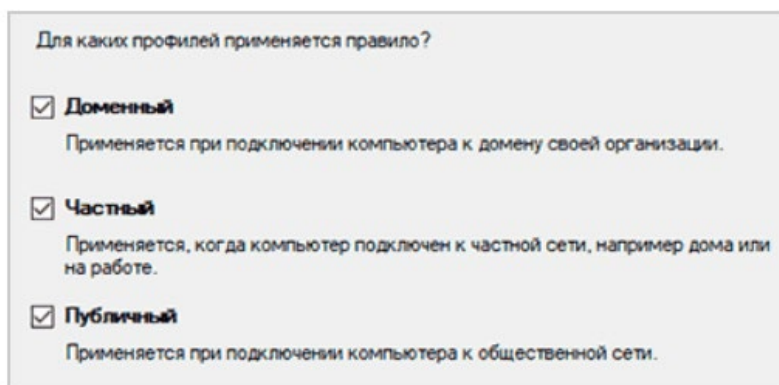 Для каких профилей применяется правило?
Доменный
Применяется при подключении компьютера к домену своей организации.
Частный
Применяется, когда компьютер подключен к частной сети, например дома или
на работе.
Публичный
Применяется при подключении компьютера к общественной сети.